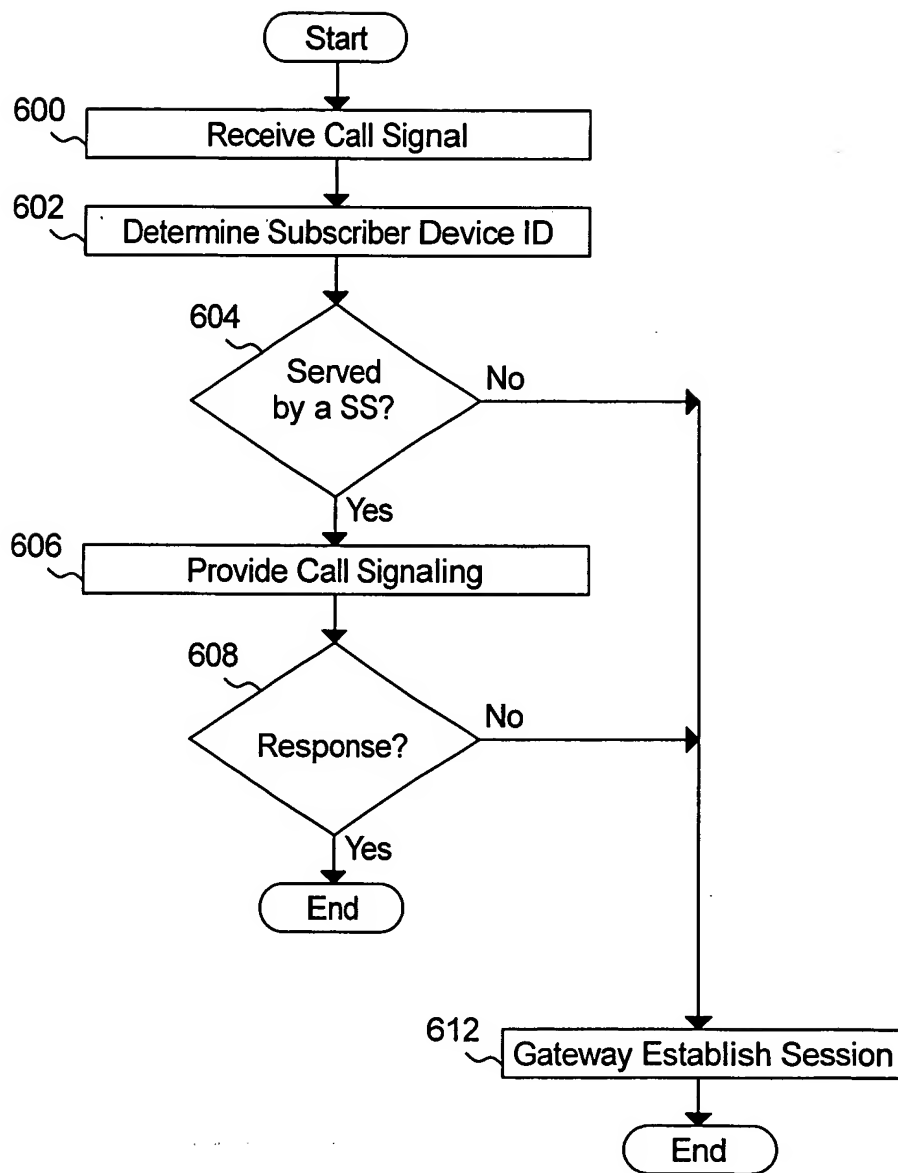 Start
600
Receive Call Signal
602
Determine Subscriber Device ID
604
Served
by a SS?
No
Yes
606
Provide Call Signaling
608
Response?
No
Yes
End
612
Gateway Establish Session
End